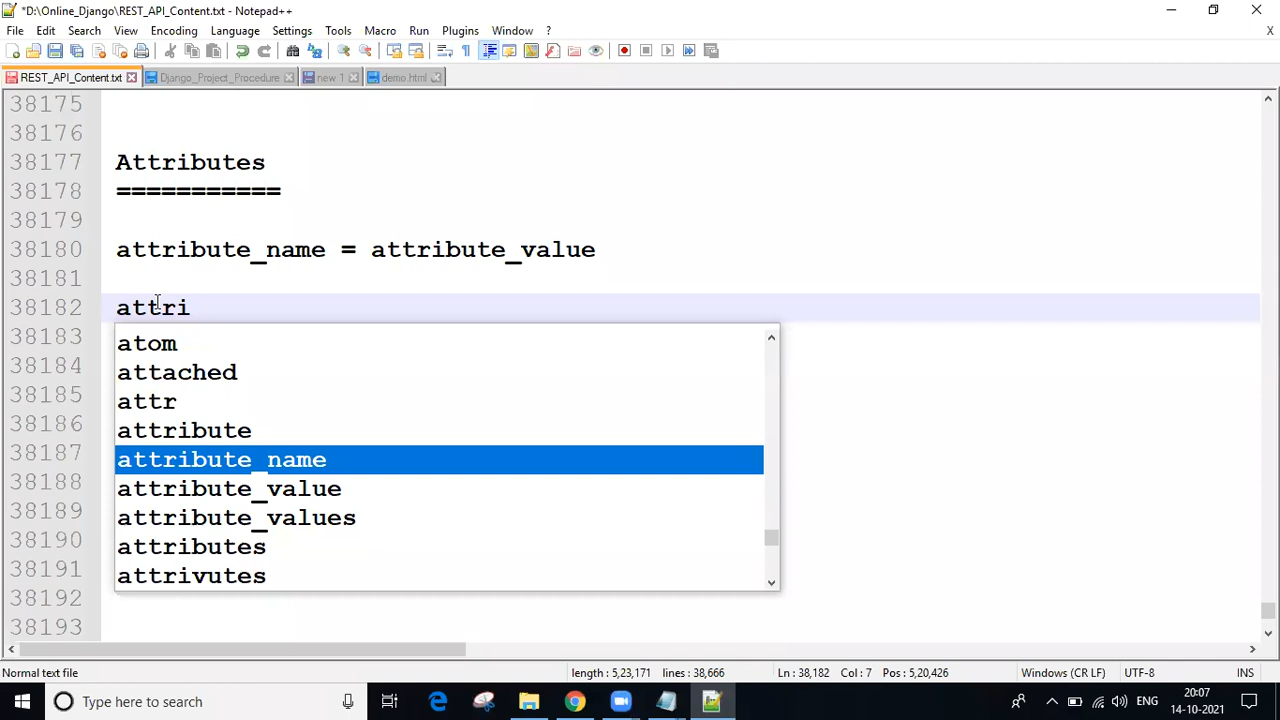 *D:\Online_Django\REST_API_Content.txt - Notepad++
File Edit Search View Encoding Language Settings Tools Macro Run Plugins Window ? X
REST_API_Content.txt Django_Project_Procedure new 1 demo.html
38175
38176
38177 Attributes
38178 ===========
38179
38180 attribute_name = attribute_value
38181
38182 attri
38183
38184 atom
38185 attached
38186 attr
38187 attribute
38188 attribute_name
38189 attribute_value
38190 attribute_values
38191 attributes
38192 attrivutes
38193
Normal text file length : 5,23,171 lines : 38,666 Ln : 38,182 Col : 7 Pos : 5,20,426 Windows (CR LF) UTF-8 INS
Type here to search ENG 20:07
14-10-2021